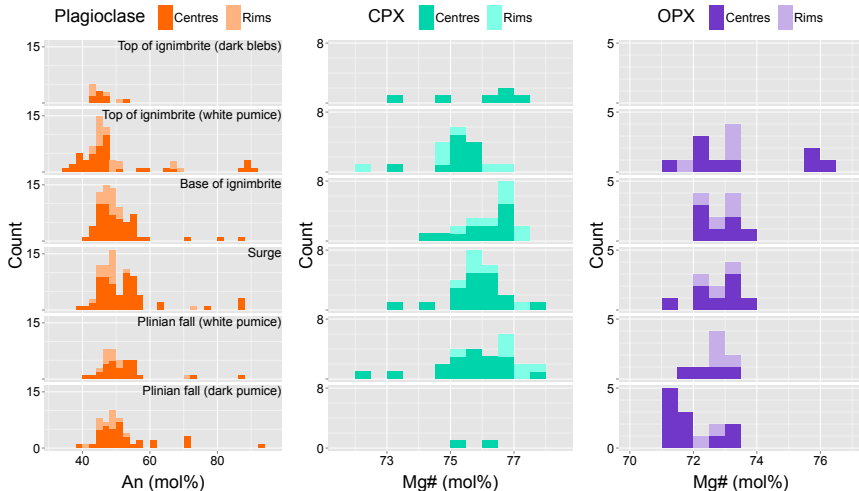 Plagioclase Centres Rims
CPX Centres Rims
OPX Centres Rims
15 Top of ignimbrite (dark blebs)
8
5
Top of ignimbrite (white pumice)
15 Base of ignimbrite
8
5
Count
Count
Count
15 Surge
8
5
15 Plinian fall (white pumice)
8
5
15 Plinian fall (dark pumice)
8
5
0
0
0
40 60 80
73 75 77
70 72 74 76
An (mol%)
Mg# (mol%)
Mg# (mol%)